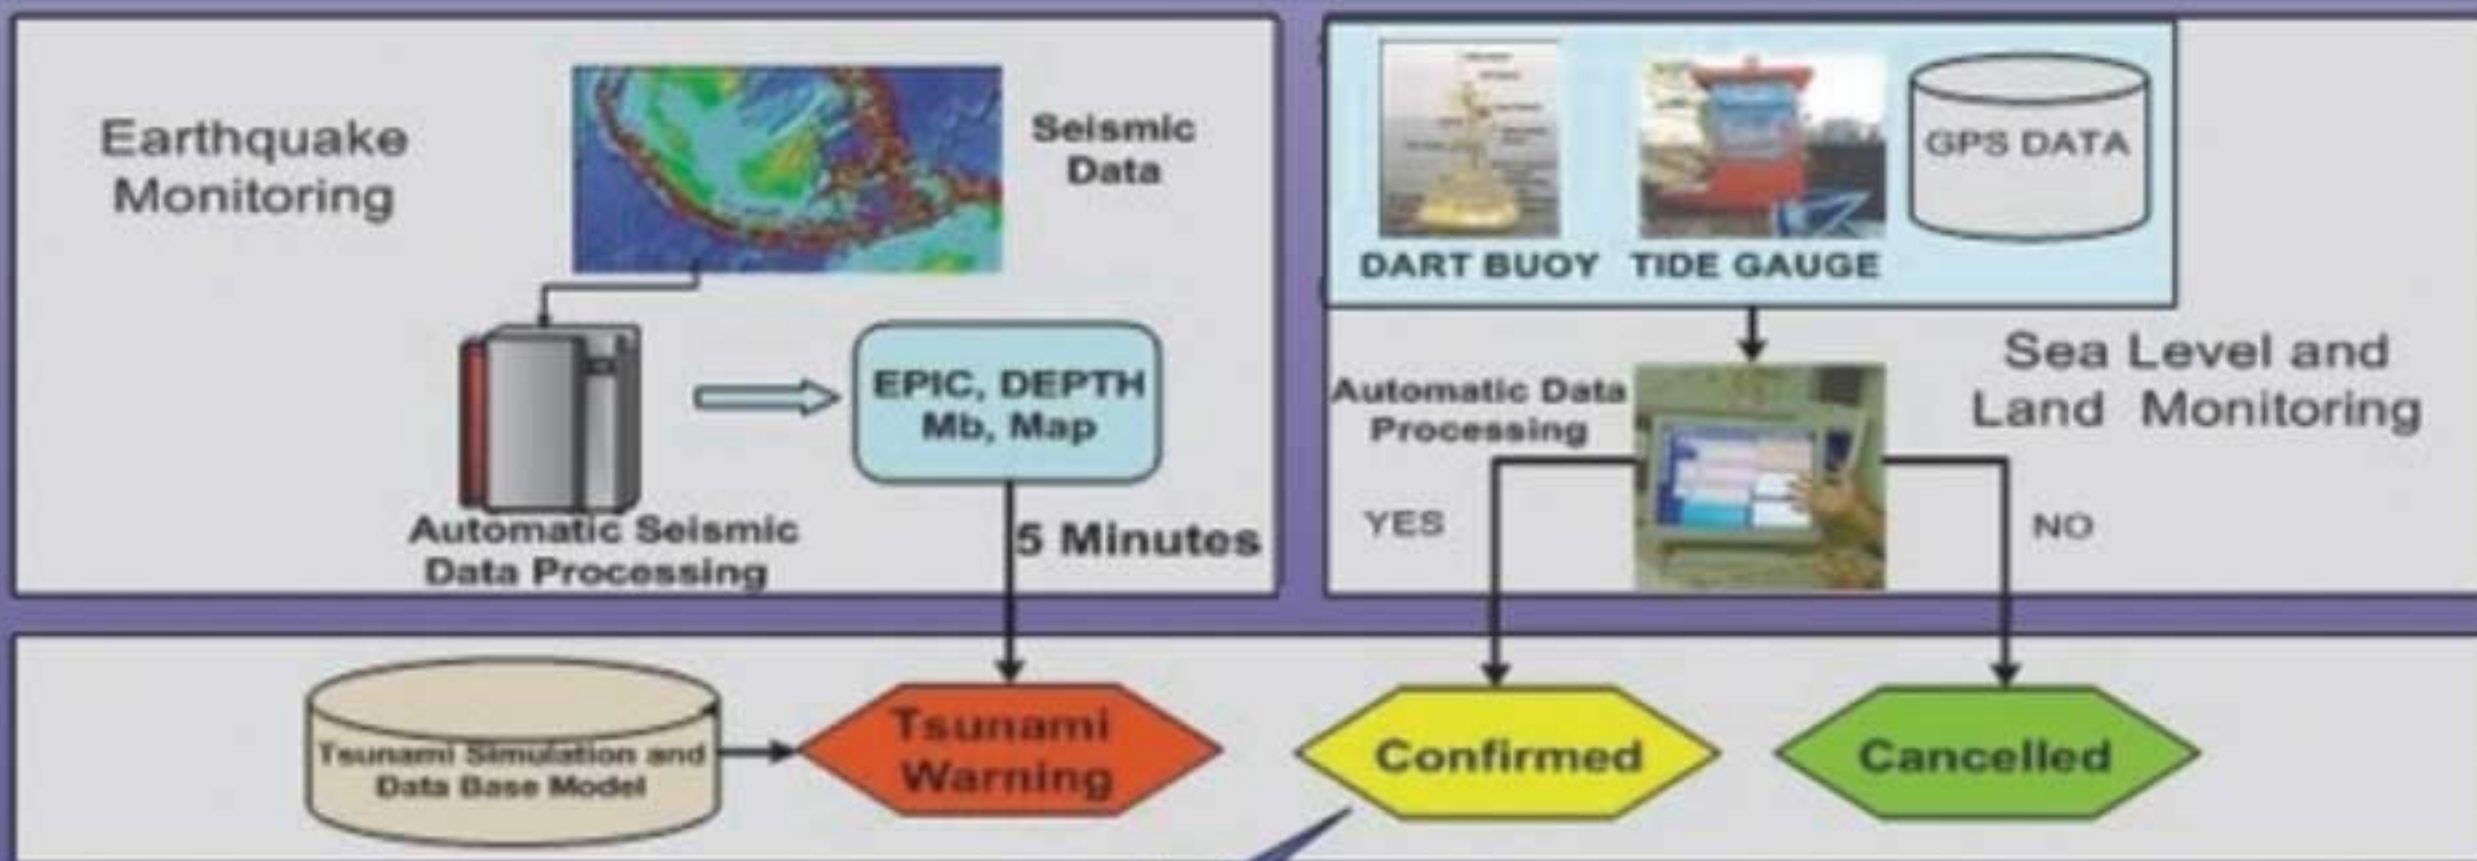 Earthquake
Monitoring
Seismic
Data
EPIC, DEPTH
Mb, Map
Automatic Seismic
Data Processing
5 Minutes
GPS DATA
DART BUOY
TIDE GAUGE
Automatic Data
Processing
Sea Level and
Land Monitoring
YES
NO
Tsunami Simulation and
Data Base Model
Tsunami
Warning
Confirmed
Cancelled